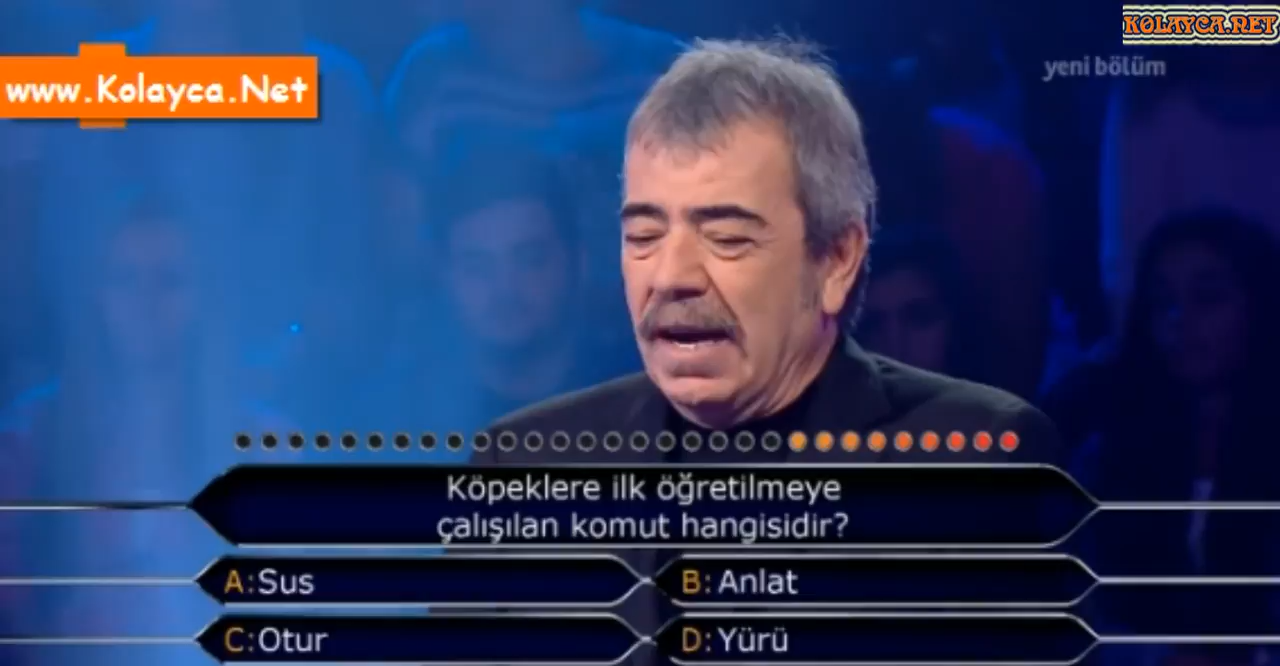 KOLAYCA.NET
www.Kolayca.Net
yeni bölüm
Köpeklere ilk öğretilmeye
çalışılan komut hangisidir?
A:Sus
B:Anlat
C:Otur
D:Yürü